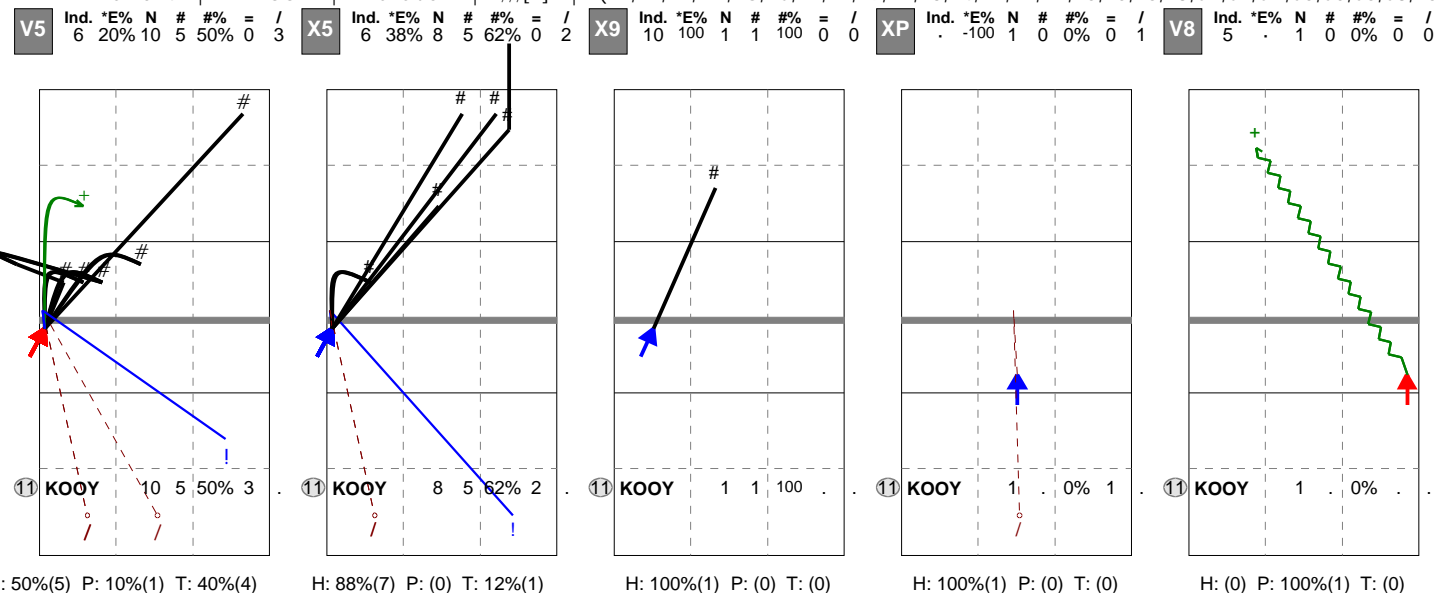 V5 Ind. *E% N # #% = /
6 20% 10 5 50% 0 3
X5 Ind. *E% N # #% = /
6 38% 8 5 62% 0 2
X9 Ind. *E% N # #% = /
10 100 1 1 100 0 0
XP Ind. *E% N # #% = /
. -100 1 0 0% 0 1
V8 Ind. *E% N # #% = /
5 . 1 0 0% 0 0
11 KOOY 10 5 50% 3 .
11 KOOY 8 5 62% 2 .
11 KOOY 1 1 100 . .
11 KOOY 1 . 0% 1 .
11 KOOY 1 . 0% . .
: 50%(5) P: 10%(1) T: 40%(4)
H: 88%(7) P: (0) T: 12%(1)
H: 100%(1) P: (0) T: (0)
H: 100%(1) P: (0) T: (0)
H: (0) P: 100%(1) T: (0)